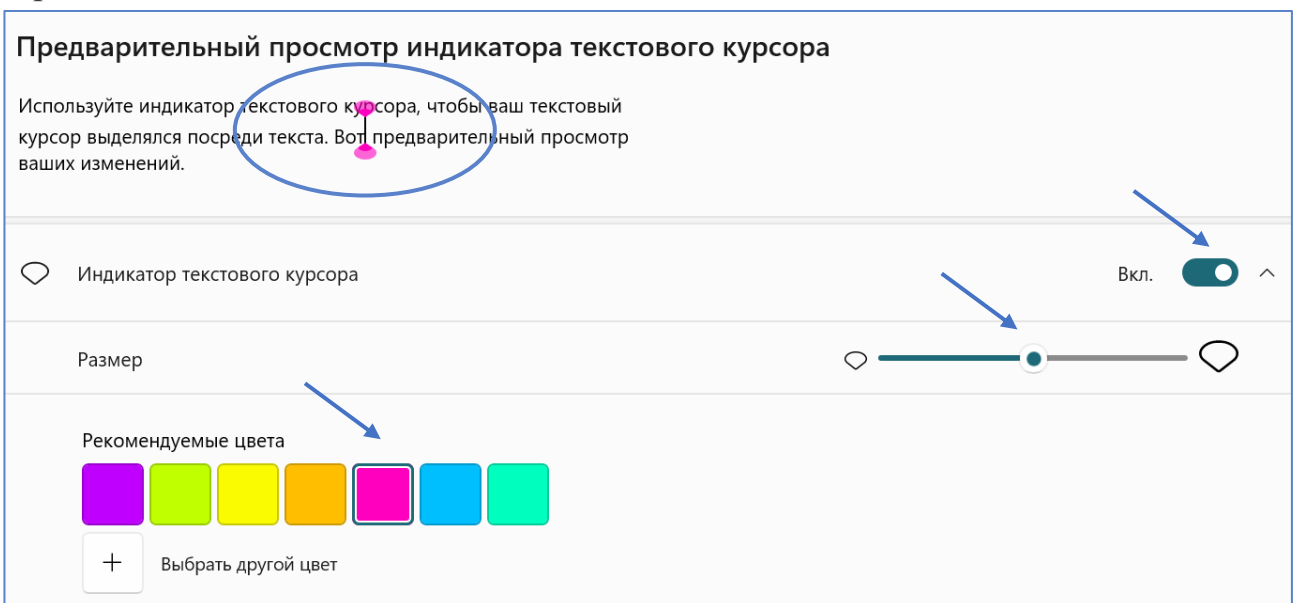 Предварительный просмотр индикатора текстового курсора
Используйте индикатор текстового курсора, чтобы ваш текстовый
курсор выделялся посреди текста. Вот предварительный просмотр
ваших изменений.
Индикатор текстового курсора Вкл.
Размер
Рекомендуемые цвета
Выбрать другой цвет